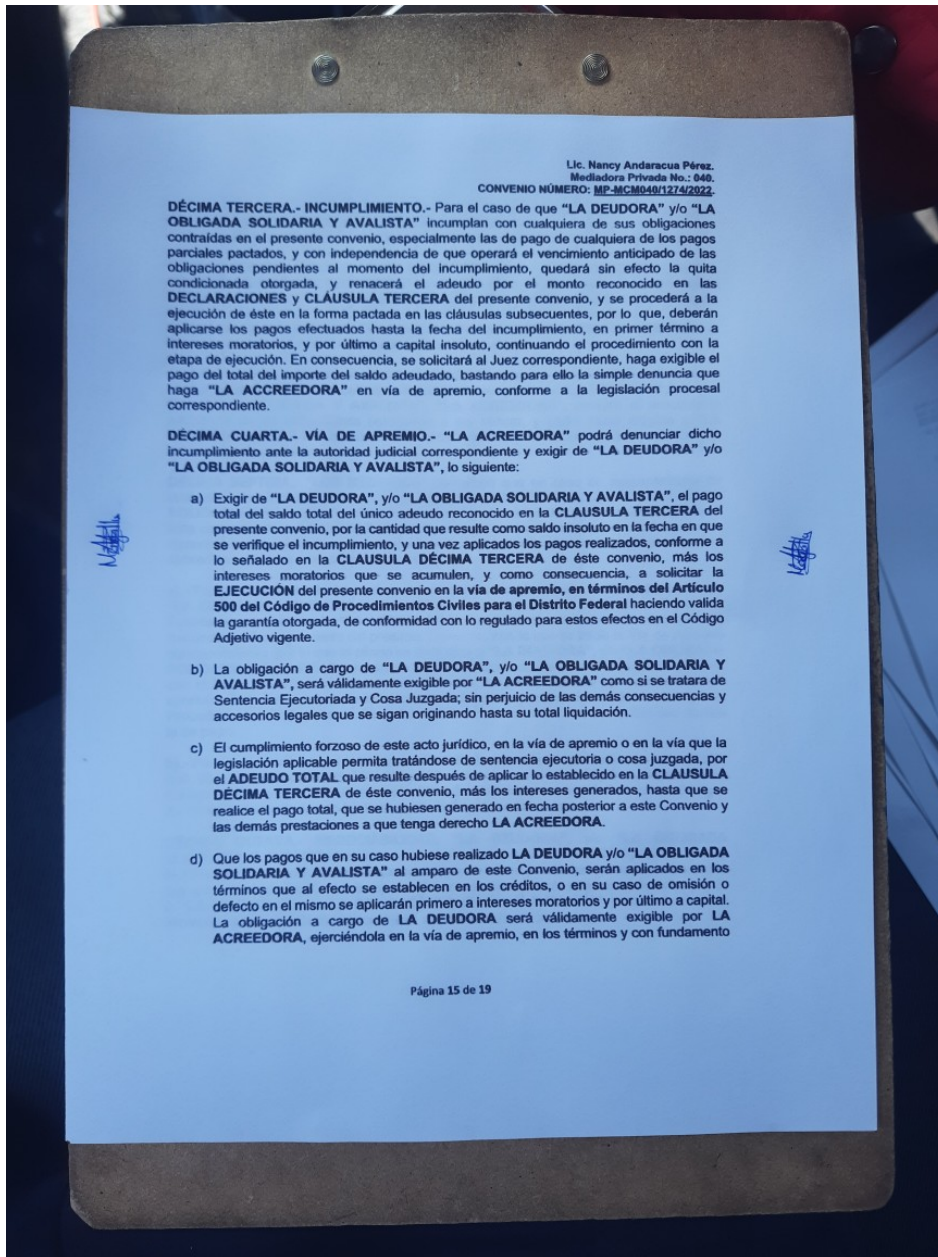 Lic. Nancy Andaracua Pérez.
Mediadora Privada No.: 040.
CONVENIO NÚMERO: MP-MCM040/1274/2022.
DÉCIMA TERCERA.- INCUMPLIMIENTO.- Para el caso de que “LA DEUDORA” y/o “LA
OBLIGADA SOLIDARIA Y AVALISTA” incumplan con cualquiera de sus obligaciones
contraídas en el presente convenio, especialmente las de pago de cualquiera de los pagos
parciales pactados, y con independencia de que operará el vencimiento anticipado de las
obligaciones pendientes al momento del incumplimiento, quedará sin efecto la quita
condicionada otorgada, y renacerá el adeudo por el monto reconocido en las
DECLARACIONES y CLÁUSULA TERCERA del presente convenio, y se procederá a la
ejecución de éste en la forma pactada en las cláusulas subsecuentes, por lo que, deberán
aplicarse los pagos efectuados hasta la fecha del incumplimiento, en primer término a
intereses moratorios, y por último a capital insoluto, continuando el procedimiento con la
etapa de ejecución. En consecuencia, se solicitará al Juez correspondiente, haga exigible el
pago del total del importe del saldo adeudado, bastando para ello la simple denuncia que
haga “LA ACCREEDORA” en vía de apremio, conforme a la legislación procesal
correspondiente.
DÉCIMA CUARTA.- VÍA DE APREMIO.- “LA ACREEDORA” podrá denunciar dicho
incumplimiento ante la autoridad judicial correspondiente y exigir de “LA DEUDORA” y/o
“LA OBLIGADA SOLIDARIA Y AVALISTA”, lo siguiente:
a) Exigir de “LA DEUDORA”, y/o “LA OBLIGADA SOLIDARIA Y AVALISTA”, el pago
total del saldo total del único adeudo reconocido en la CLAUSULA TERCERA del
presente convenio, por la cantidad que resulte como saldo insoluto en la fecha en que
se verifique el incumplimiento, y una vez aplicados los pagos realizados, conforme a
lo señalado en la CLAUSULA DÉCIMA TERCERA de éste convenio, más los
intereses moratorios que se acumulen, y como consecuencia, a solicitar la
EJECUCIÓN del presente convenio en la vía de apremio, en términos del Artículo
500 del Código de Procedimientos Civiles para el Distrito Federal haciendo valida
la garantía otorgada, de conformidad con lo regulado para estos efectos en el Código
Adjetivo vigente.
b) La obligación a cargo de “LA DEUDORA”, y/o “LA OBLIGADA SOLIDARIA Y
AVALISTA”, será válidamente exigible por “LA ACREEDORA” como si se tratara de
Sentencia Ejecutoriada y Cosa Juzgada; sin perjuicio de las demás consecuencias y
accesorios legales que se sigan originando hasta su total liquidación.
c) El cumplimiento forzoso de este acto jurídico, en la vía de apremio o en la vía que la
legislación aplicable permita tratándose de sentencia ejecutoria o cosa juzgada, por
el ADEUDO TOTAL que resulte después de aplicar lo establecido en la CLAUSULA
DÉCIMA TERCERA de éste convenio, más los intereses generados, hasta que se
realice el pago total, que se hubiesen generado en fecha posterior a este Convenio y
las demás prestaciones a que tenga derecho LA ACREEDORA.
d) Que los pagos que en su caso hubiese realizado LA DEUDORA y/o “LA OBLIGADA
SOLIDARIA Y AVALISTA” al amparo de este Convenio, serán aplicados en los
términos que al efecto se establecen en los créditos, o en su caso de omisión o
defecto en el mismo se aplicarán primero a intereses moratorios y por último a capital.
La obligación a cargo de LA DEUDORA será válidamente exigible por LA
ACREEDORA, ejerciéndola en la vía de apremio, en los términos y con fundamento
Página 15 de 19